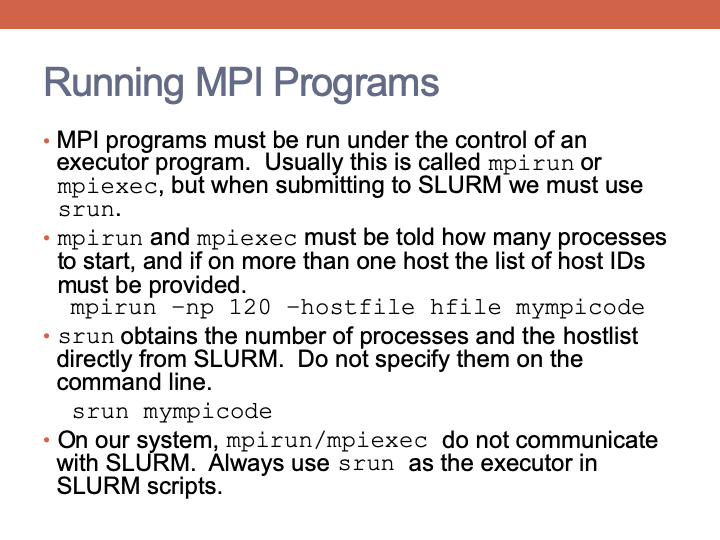 Running MPI Programs
• MPI programs must be run under the control of an
executor program.  Usually this is called mpirun or
mpiexec, but when submitting to SLURM we must use
srun.
• mpirun and mpiexec must be told how many processes
to start, and if on more than one host the list of host IDs
must be provided.
mpirun –np 120 –hostfile hfile mympicode
• srun obtains the number of processes and the hostlist
directly from SLURM.  Do not specify them on the
command line.
srun mympicode
• On our system, mpirun/mpiexec do not communicate
with SLURM.  Always use srun as the executor in
SLURM scripts.